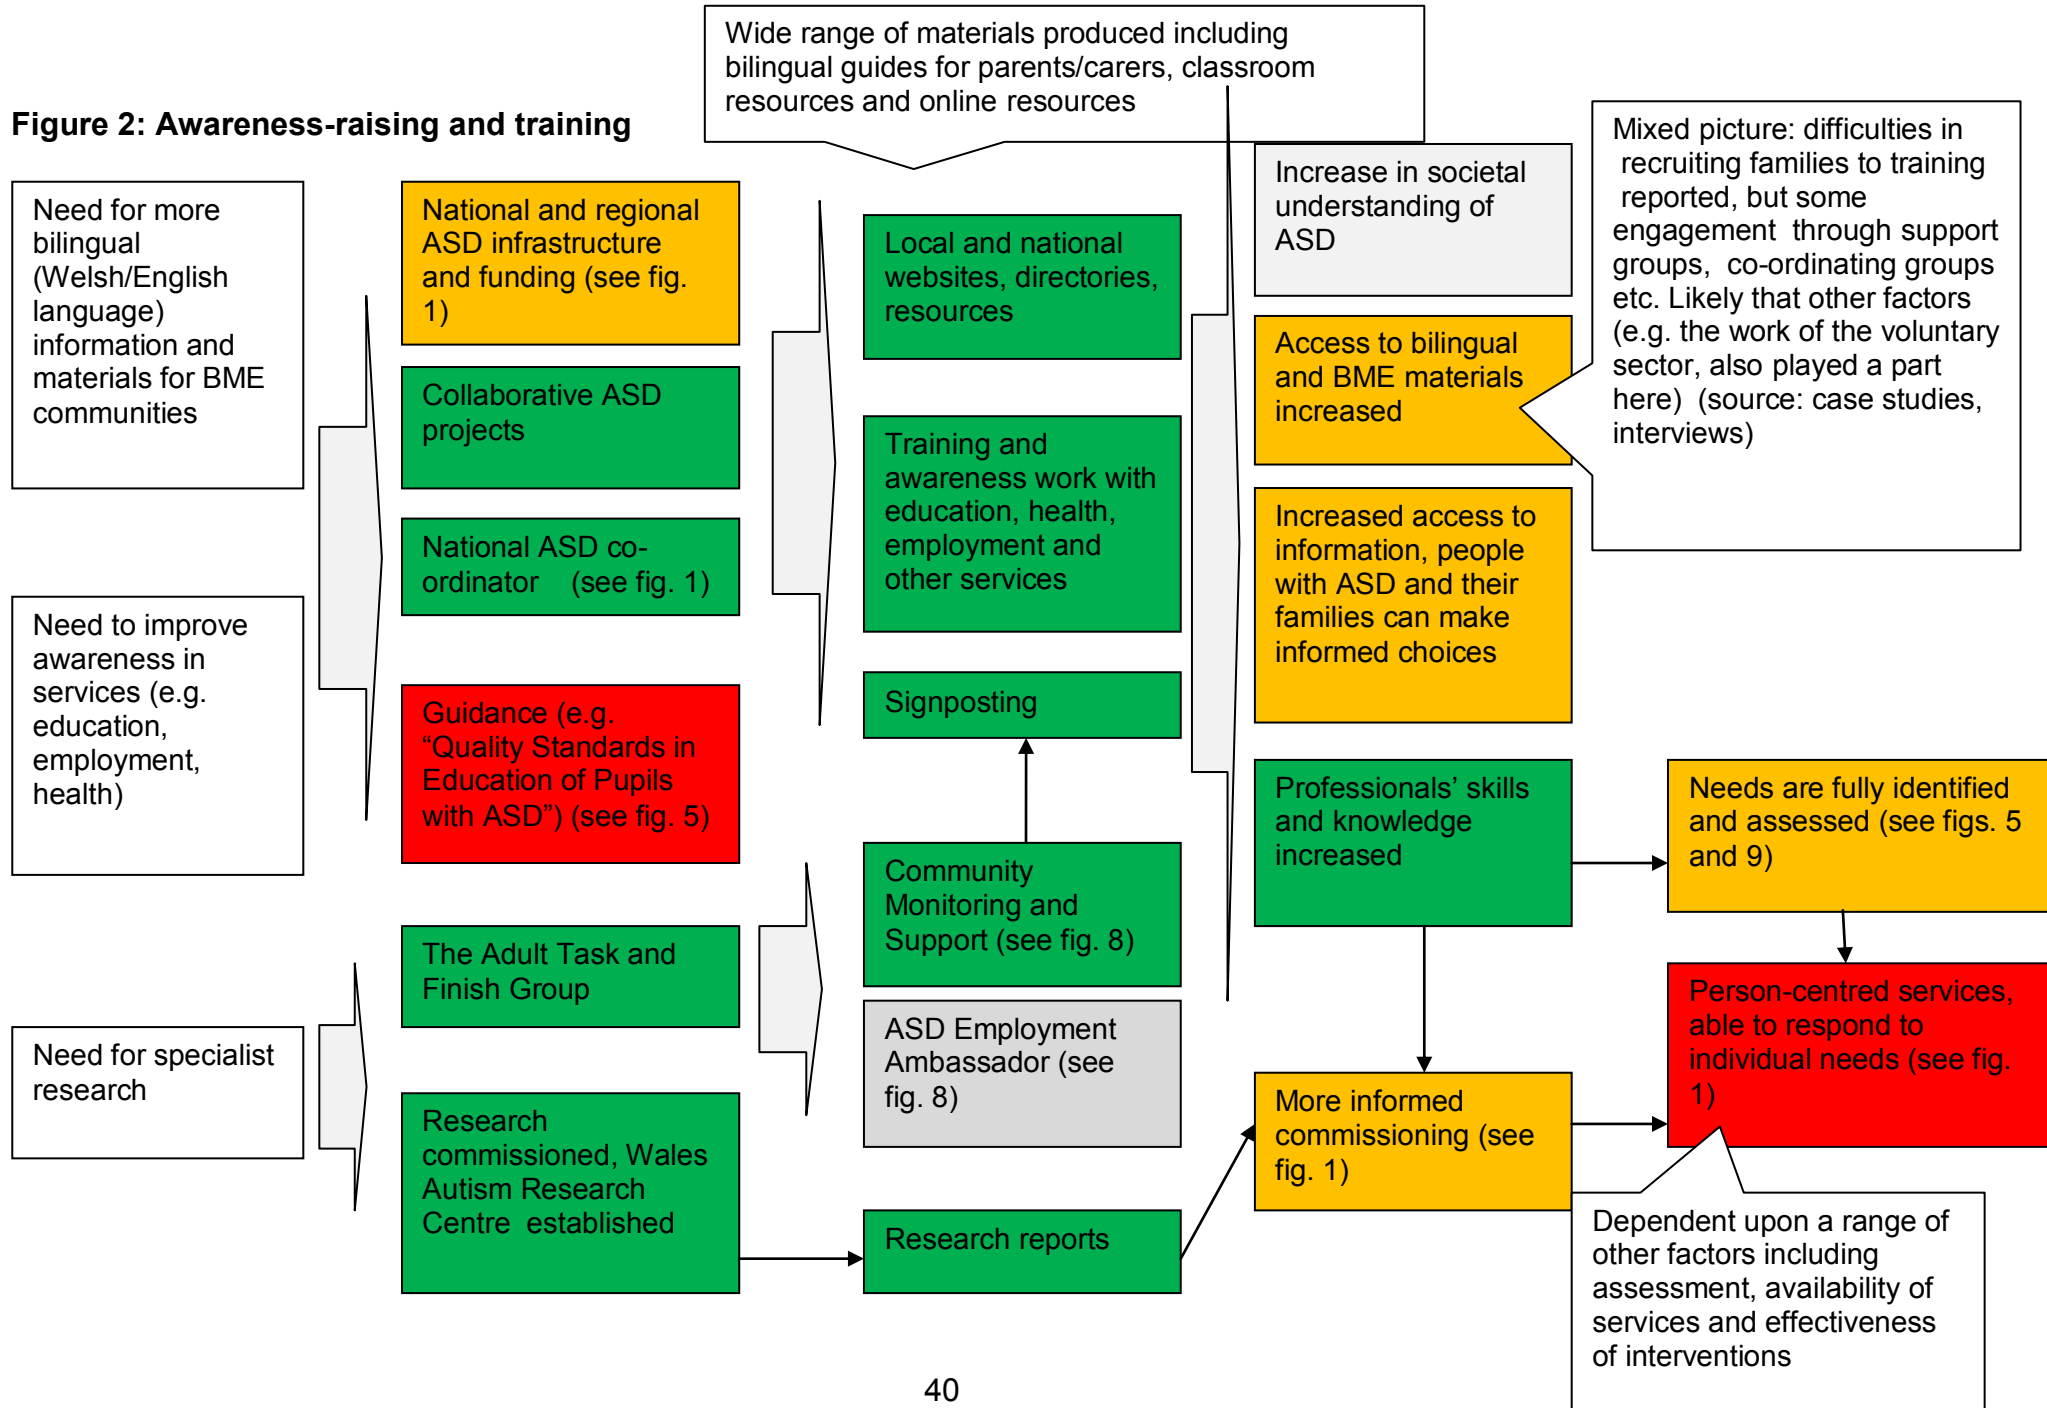 Wide range of materials produced including
bilingual guides for parents/carers, classroom
resources and online resources
Figure 2: Awareness-raising and training
Need for more
bilingual
(Welsh/English
language)
information and
materials for BME
communities
Need to improve
awareness in
services (e.g.
education,
employment,
health)
Need for specialist
research
National and regional
ASD infrastructure
and funding (see fig.
1)
Collaborative ASD
projects
National ASD co-
ordinator (see fig. 1)
Guidance (e.g.
“Quality Standards in
Education of Pupils
with ASD”) (see fig. 5)
The Adult Task and
Finish Group
Research
commissioned, Wales
Autism Research
Centre established
Local and national
websites, directories,
resources
Training and
awareness work with
education, health,
employment and
other services
Signposting
Community
Monitoring and
Support (see fig. 8)
ASD Employment
Ambassador (see
fig. 8)
Research reports
Increase in societal
understanding of
ASD
Access to bilingual
and BME materials
increased
Increased access to
information, people
with ASD and their
families can make
informed choices
Professionals’ skills
and knowledge
increased
More informed
commissioning (see
fig. 1)
Mixed picture: difficulties in
recruiting families to training
reported, but some
engagement through support
groups, co-ordinating groups
etc. Likely that other factors
(e.g. the work of the voluntary
sector, also played a part
here) (source: case studies,
interviews)
Needs are fully identified
and assessed (see figs. 5
and 9)
Person-centred services,
able to respond to
individual needs (see fig.
1)
Dependent upon a range of
other factors including
assessment, availability of
services and effectiveness
of interventions
40